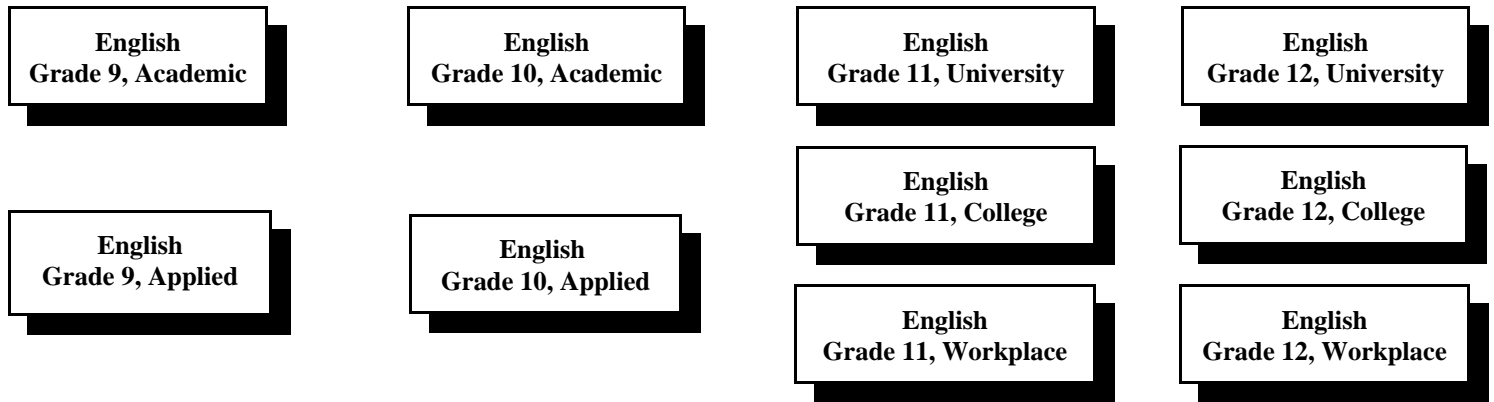 English
Grade 9, Academic
English
Grade 10, Academic
English
Grade 11, University
English
Grade 12, University
English
Grade 11, College
English
Grade 12, College
English
Grade 9, Applied
English
Grade 10, Applied
English
Grade 11, Workplace
English
Grade 12, Workplace